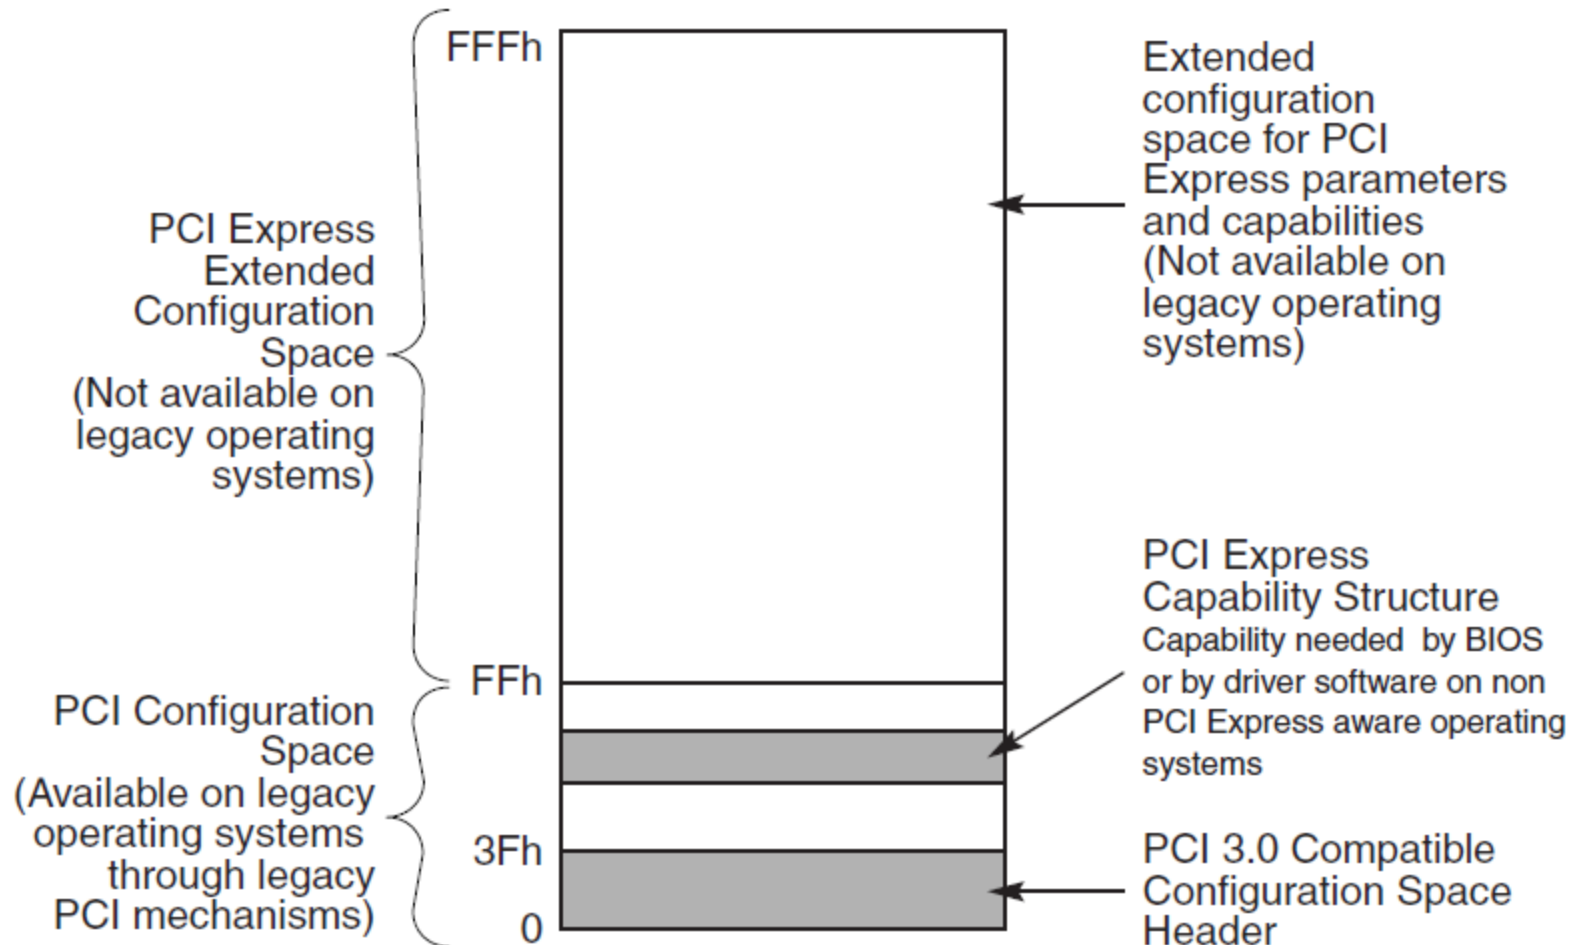 FFFh
PCI Express
Extended
Configuration
Space
(Not available on
legacy operating
systems)
Extended
configuration
space for PCI
Express parameters
and capabilities
(Not available on
legacy operating
systems)
FFh
PCI Configuration
Space
(Available on legacy
operating systems
through legacy
PCI mechanisms)
PCI Express
Capability Structure
Capability needed by BIOS
or by driver software on non
PCI Express aware operating
systems
3Fh
0
PCI 3.0 Compatible
Configuration Space
Header